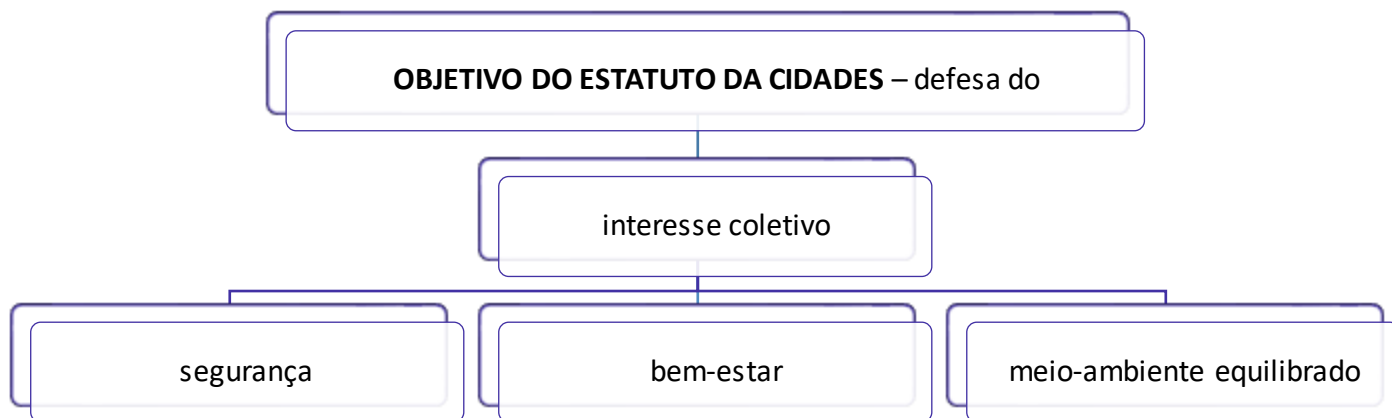 OBJETIVO DO ESTATUTO DA CIDADES – defesa do
interesse coletivo
segurança
bem-estar
meio-ambiente equilibrado